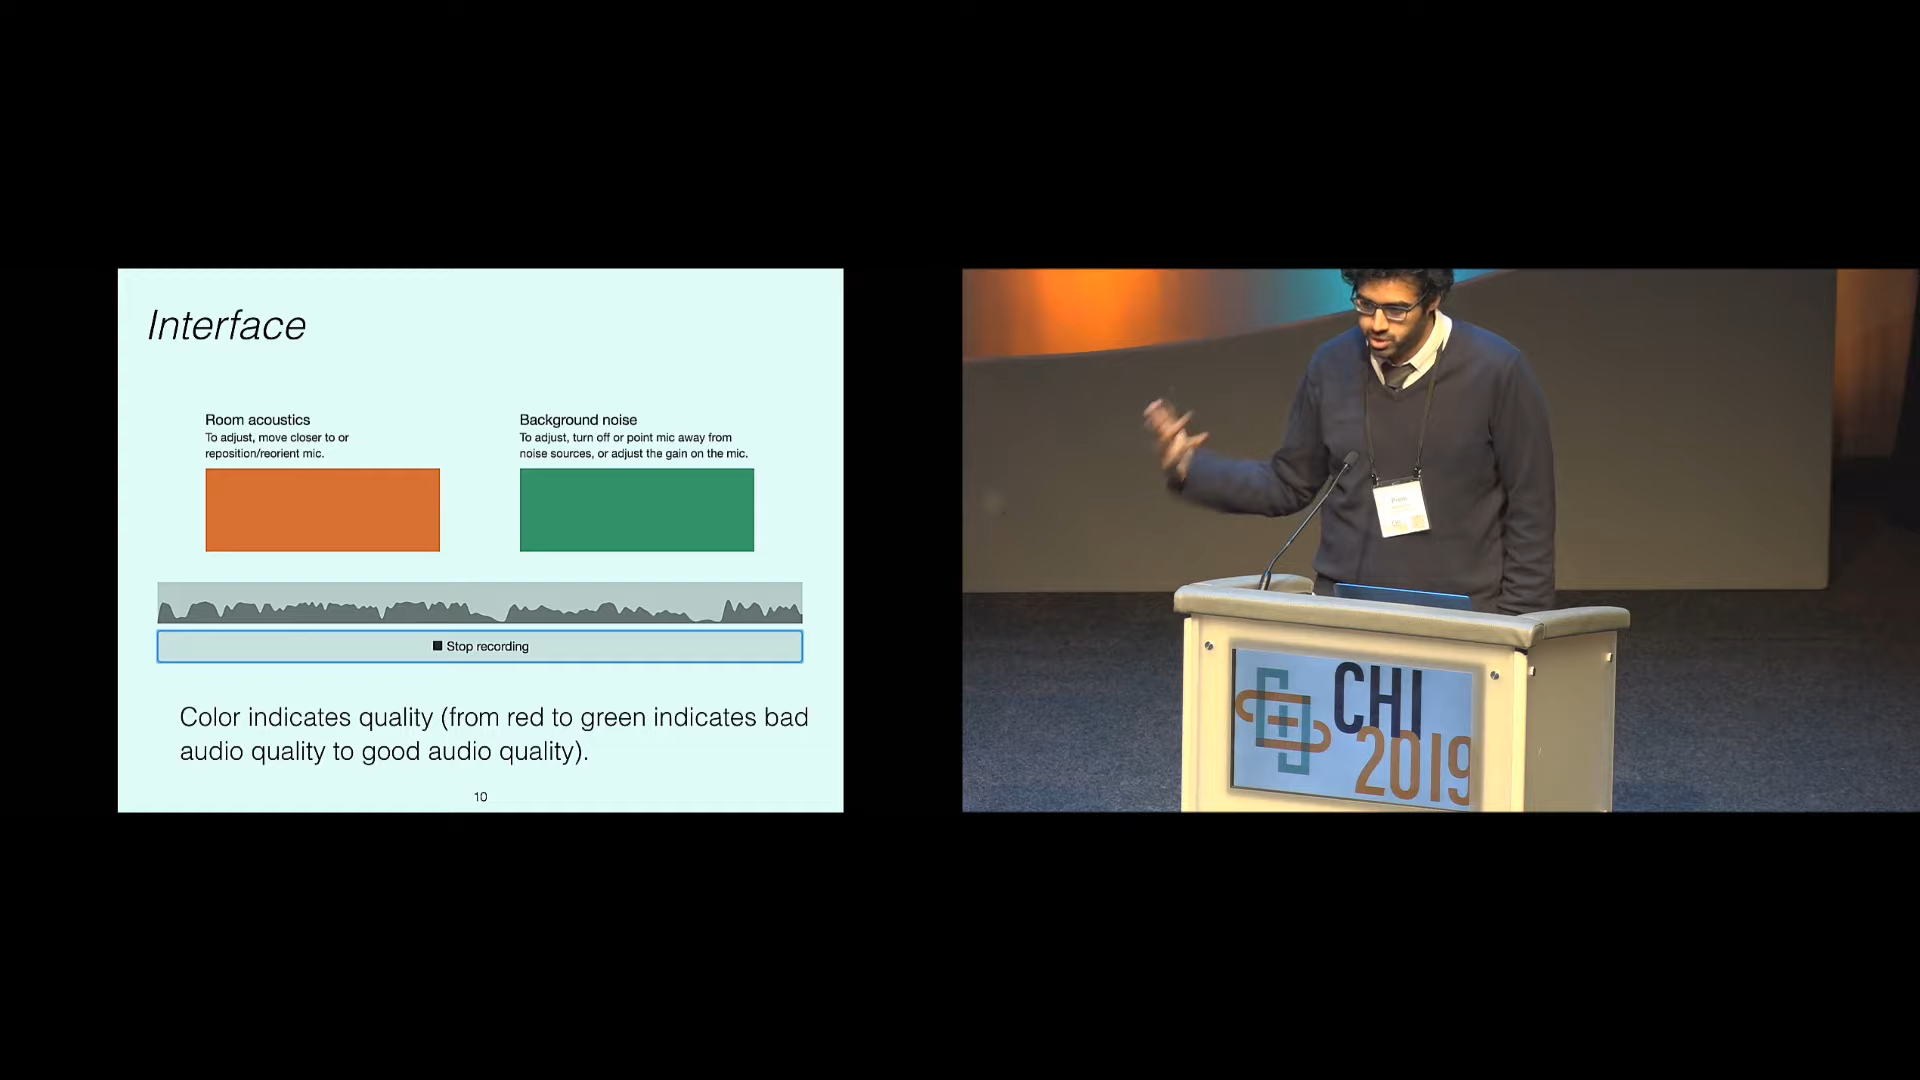 Interface
Room acoustics
To adjust, move closer to or
reposition/reorient mic.
Background noise
To adjust, turn off or point mic away from
noise sources, or adjust the gain on the mic.
Stop recording
Color indicates quality (from red to green indicates bad
audio quality to good audio quality).
10
CHI
2019